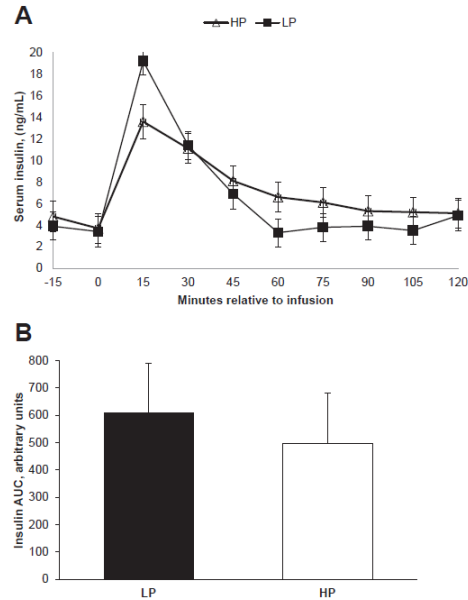 A
HP LP
Serum insulin, (ng/mL)
20
18
16
14
12
10
8
6
4
2
0
-15 0 15 30 45 60 75 90 105 120
Minutes relative to infusion
B
Insulin AUC, arbitrary units
800
700
600
500
400
300
200
100
0
LP HP